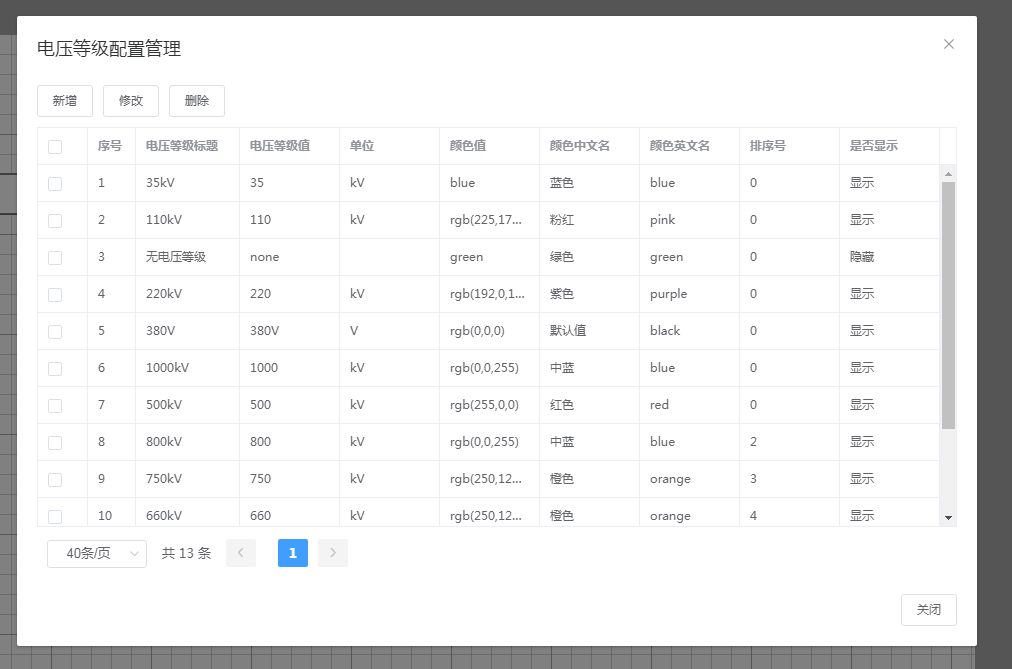 电压等级配置管理
新增 修改 删除
序号 电压等级标题 电压等级值 单位 颜色值 颜色中文名 颜色英文名 排序号 是否显示
1 35kV 35 kV blue 蓝色 blue 0 显示
2 110kV 110 kV rgb(225,17... 粉红 pink 0 显示
3 无电压等级 none green 绿色 green 0 隐藏
4 220kV 220 kV rgb(192,0,1... 紫色 purple 0 显示
5 380V 380V V rgb(0,0,0) 默认值 black 0 显示
6 1000kV 1000 kV rgb(0,0,255) 中蓝 blue 0 显示
7 500kV 500 kV rgb(255,0,0) 红色 red 0 显示
8 800kV 800 kV rgb(0,0,255) 中蓝 blue 2 显示
9 750kV 750 kV rgb(250,12... 橙色 orange 3 显示
10 660kV 660 kV rgb(250,12... 橙色 orange 4 显示
40条/页 共 13 条 1
关闭